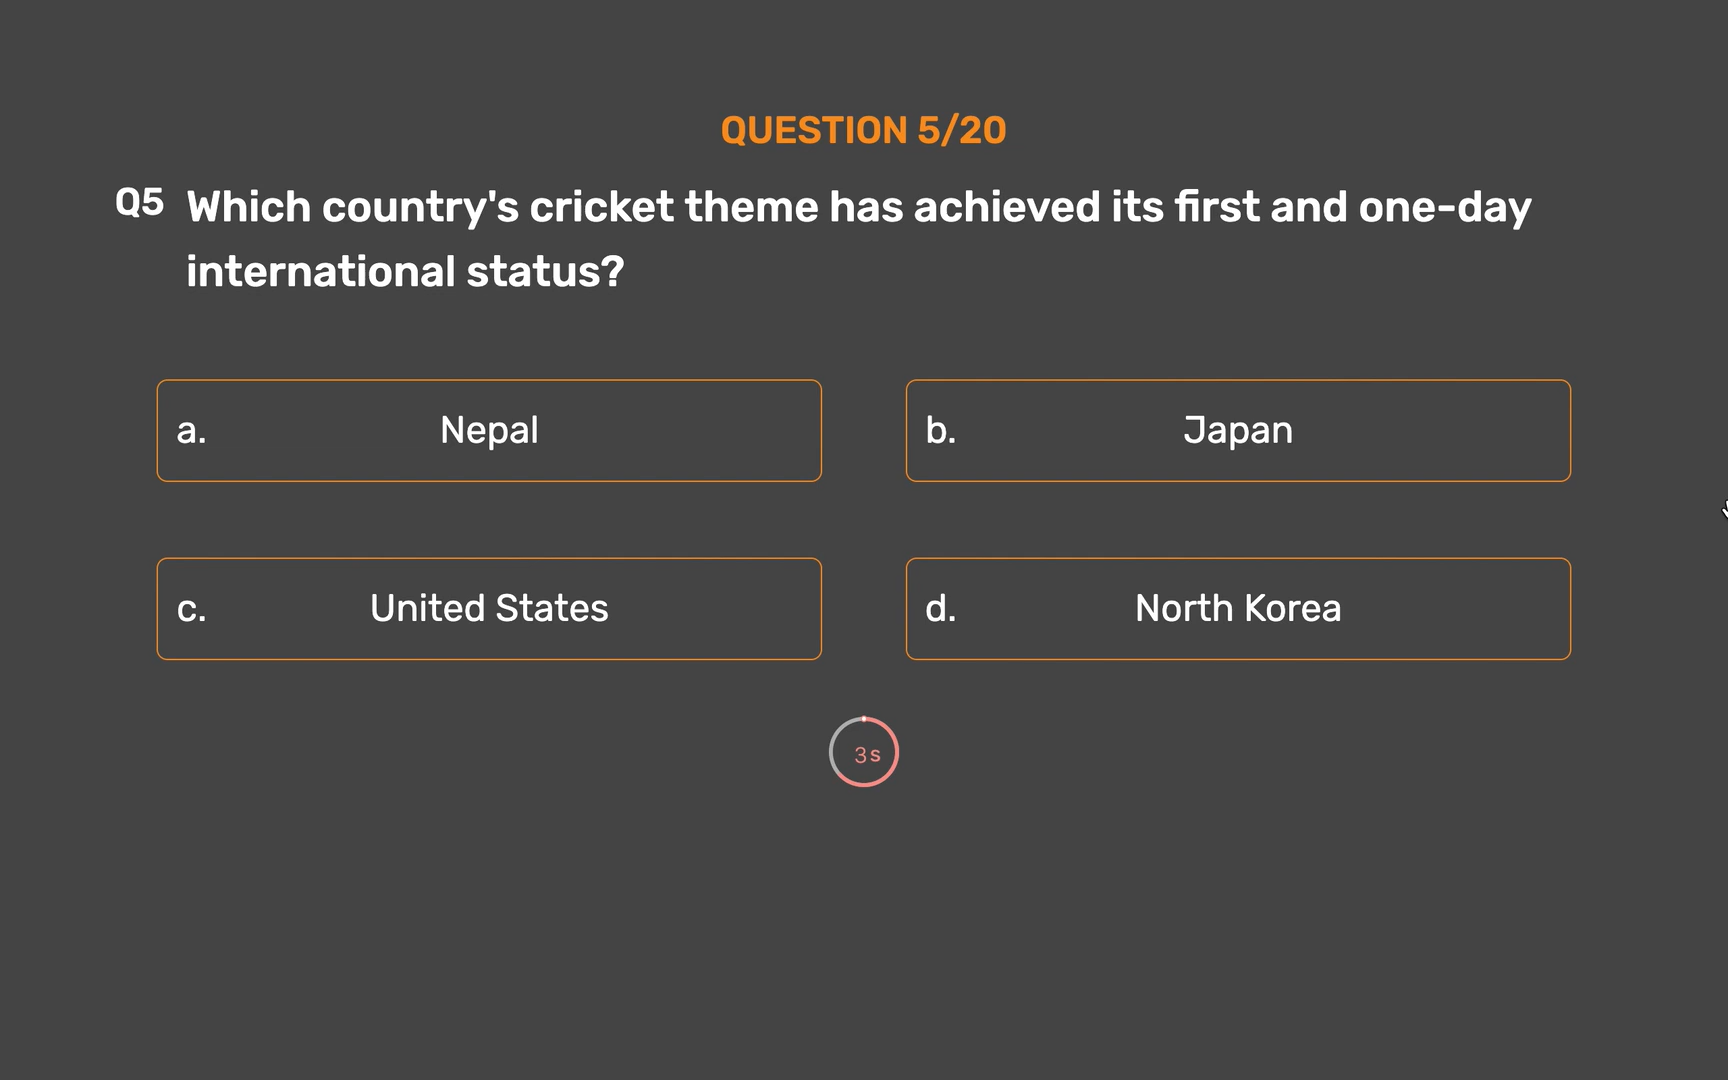 QUESTION 5/20
Q5 Which country's cricket theme has achieved its first and one-day
international status?
a. Nepal
b. Japan
c. United States
d. North Korea
3s